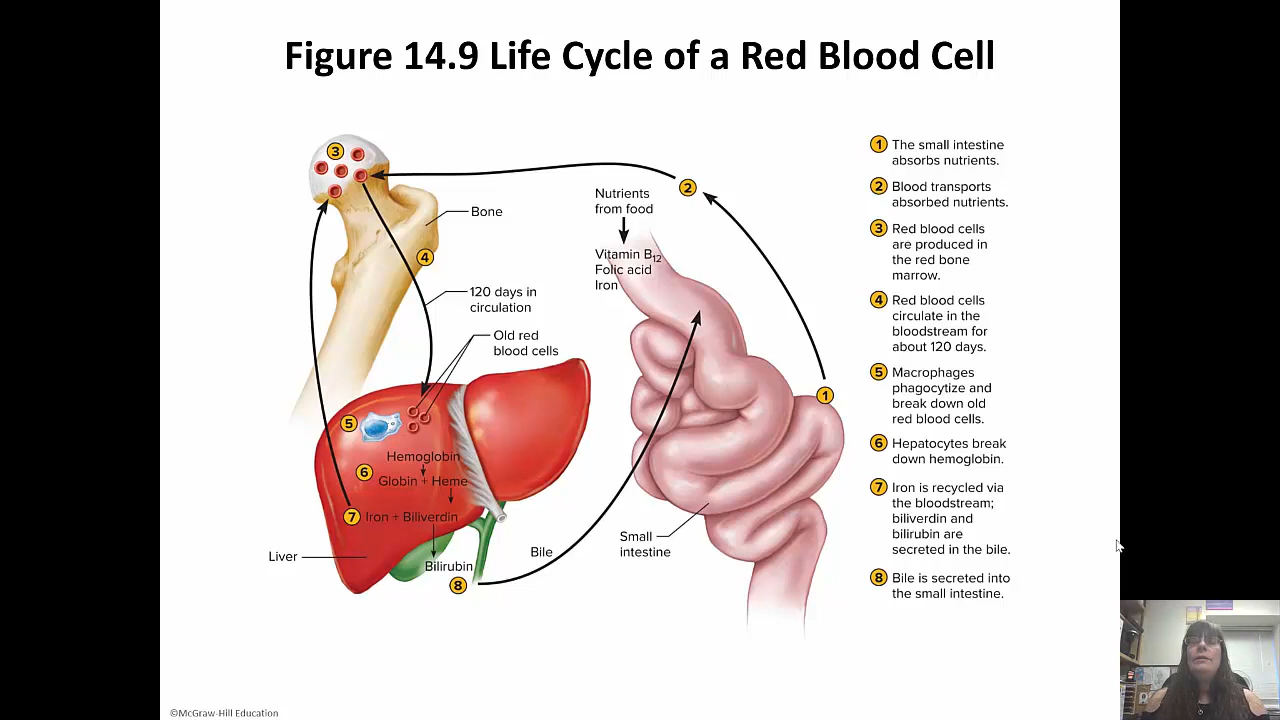 Figure 14.9 Life Cycle of a Red Blood Cell
3
Bone
4
120 days in
circulation
Old red
blood cells
5
Hemoglobin
6
Globin + Heme
7
Iron + Biliverdin
Liver
Bilirubin
8
Bile
2
Nutrients
from food
Vitamin B12
Folic acid
Iron
1
Small
intestine
1 The small intestine
absorbs nutrients.
2 Blood transports
absorbed nutrients.
3 Red blood cells
are produced in
the red bone
marrow.
4 Red blood cells
circulate in the
bloodstream for
about 120 days.
5 Macrophages
phagocytize and
break down old
red blood cells.
6 Hepatocytes break
down hemoglobin.
7 Iron is recycled via
the bloodstream;
biliverdin and
bilirubin are
secreted in the bile.
8 Bile is secreted into
the small intestine.
©McGraw-Hill Education